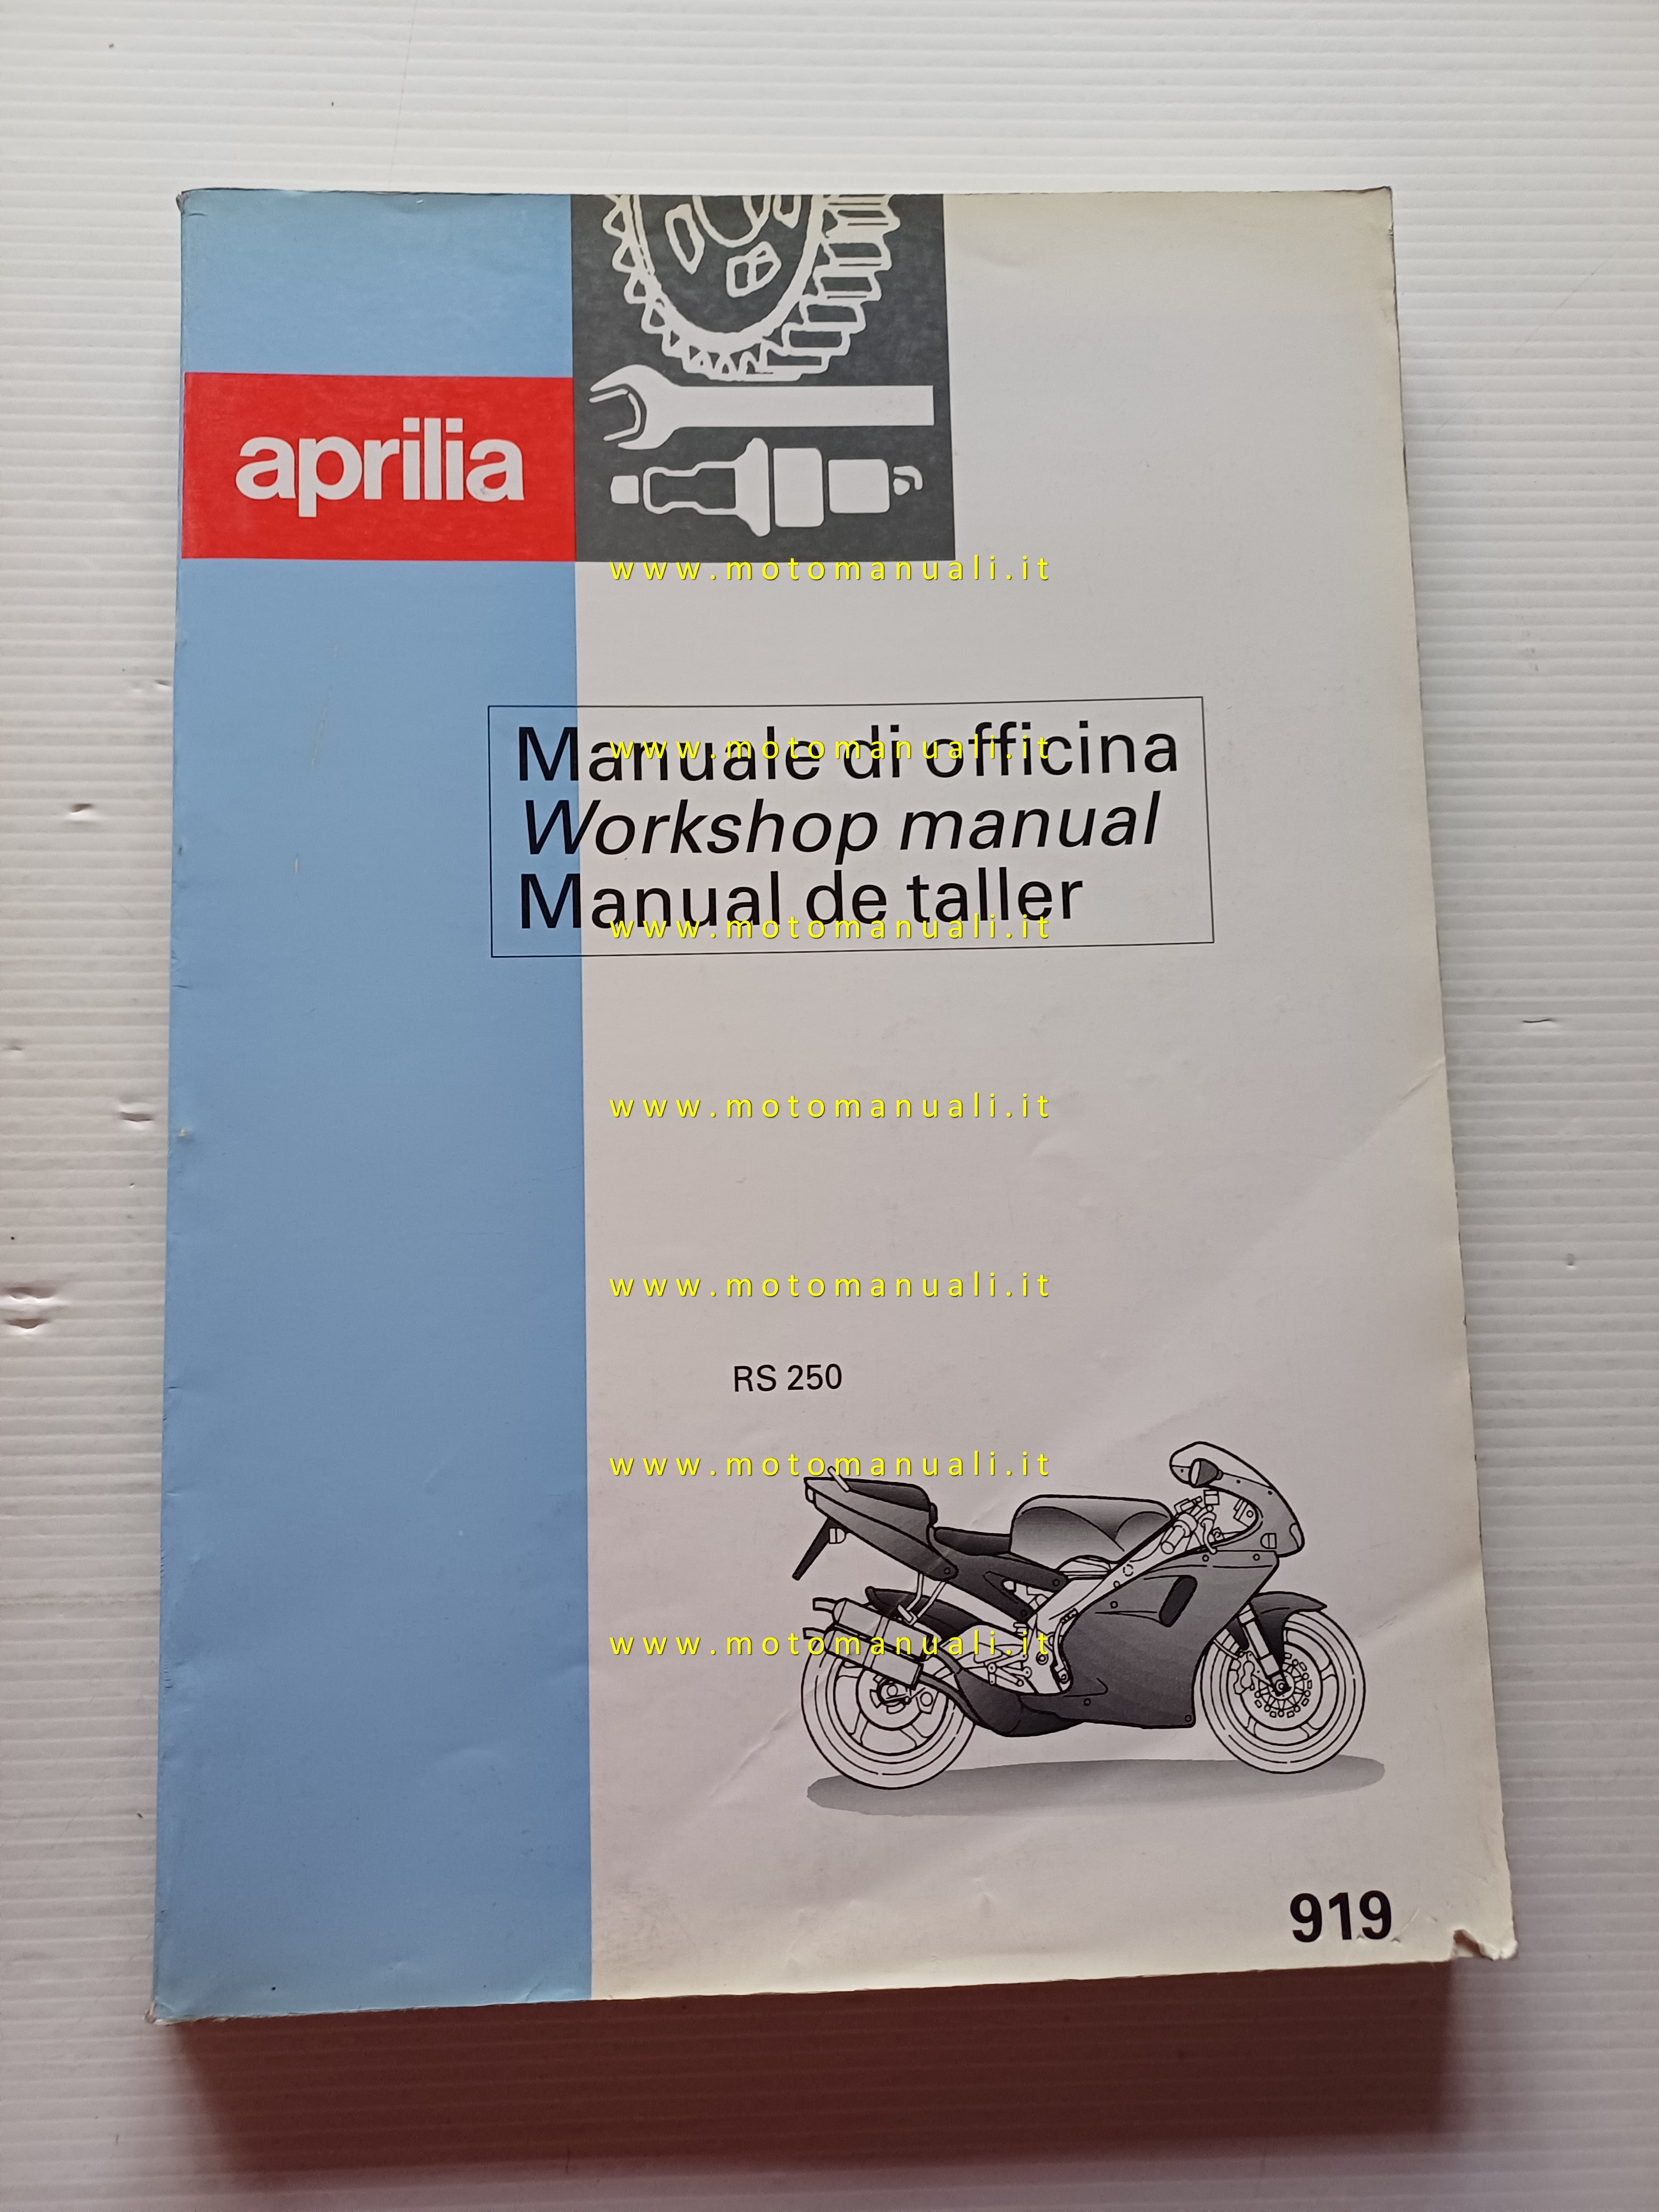 aprilia
www.motomanuali.it
Manuale di officina
www.motomanuali.it
Workshop manual
Manual de taller
www.motomanuali.it
www.motomanuali.it
www.motomanuali.it
RS 250
www.motomanuali.it
www.motomanuali.it
919